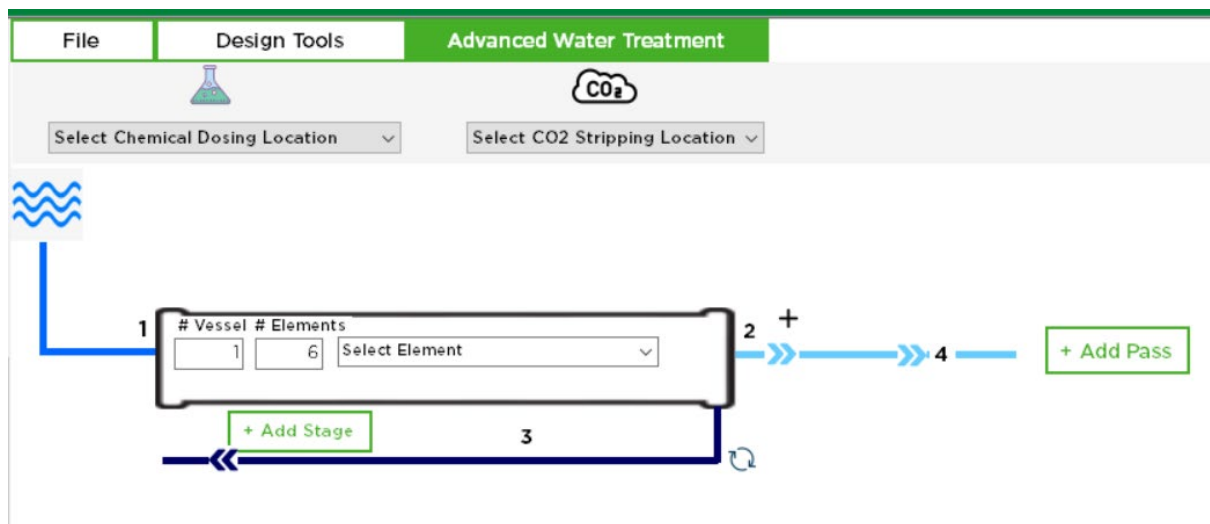 File Design Tools Advanced Water Treatment
CO2
Select Chemical Dosing Location Select CO2 Stripping Location
1 # Vessel # Elements 2 +
1 6 Select Element 4 + Add Pass
+ Add Stage 3